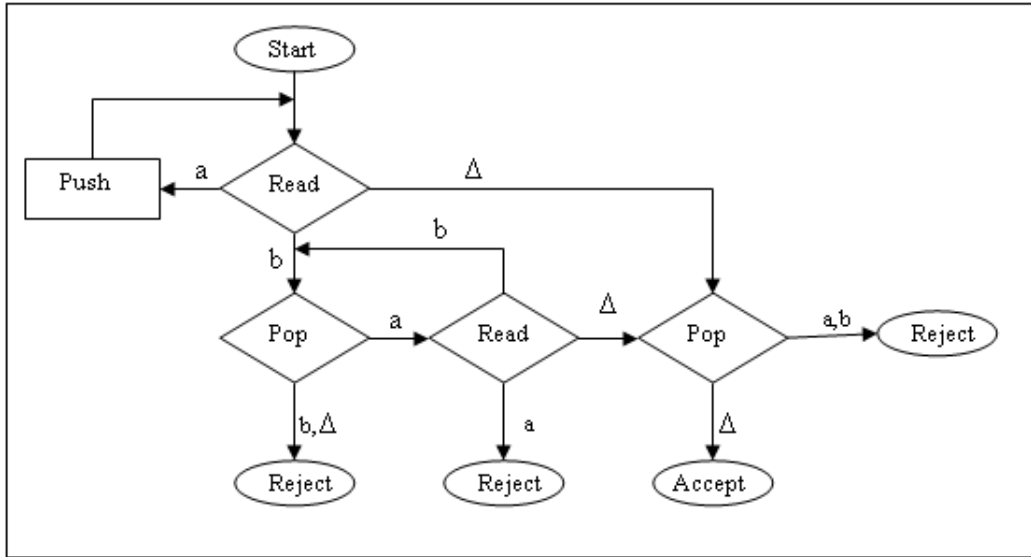 Start
Push
a
Read
Δ
b
b
Pop
a
Read
Δ
Pop
a,b
Reject
b,Δ
a
Δ
Reject
Reject
Accept